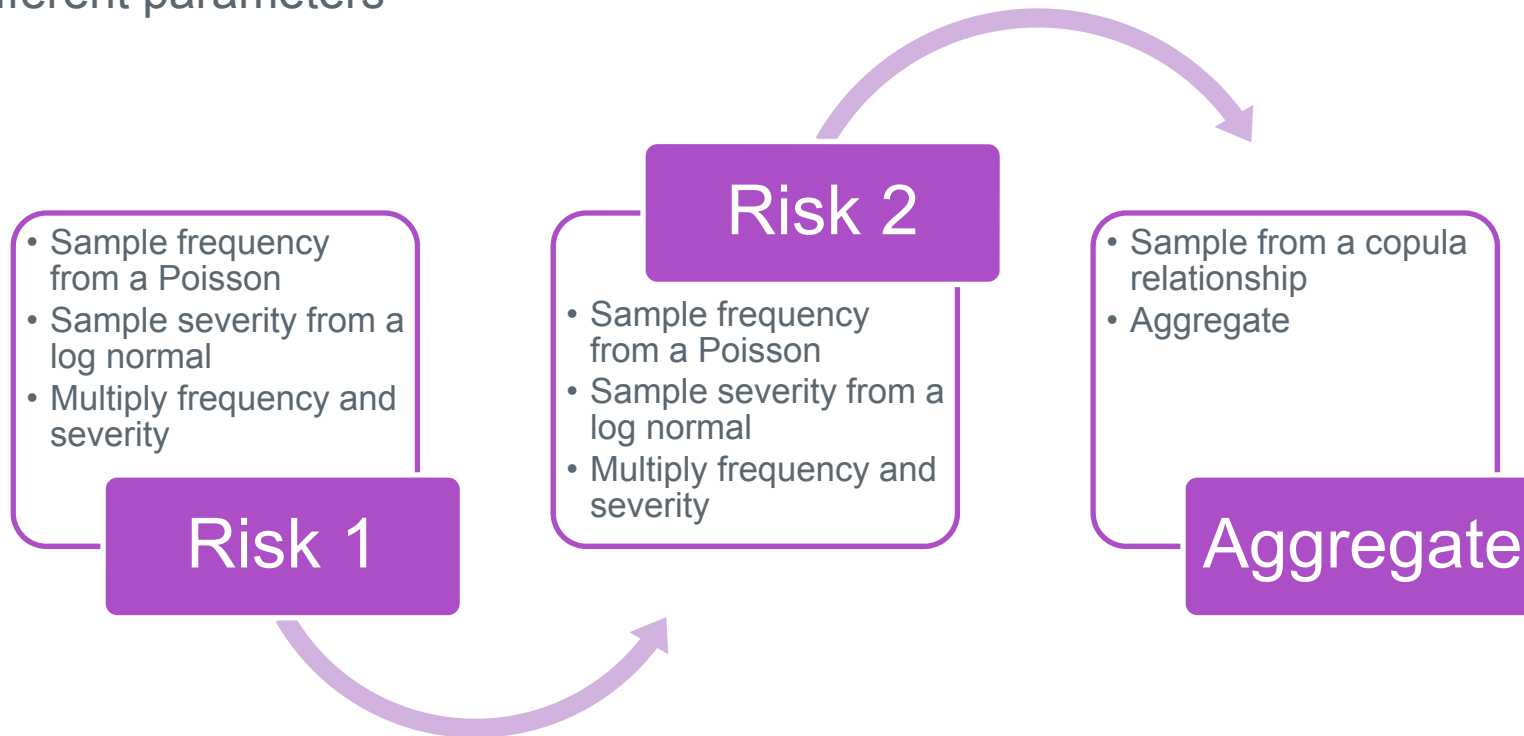 fferent parameters
• Sample frequency
from a Poisson
• Sample severity from a
log normal
• Multiply frequency and
severity
Risk 1
Risk 2
• Sample frequency
from a Poisson
• Sample severity from a
log normal
• Multiply frequency and
severity
• Sample from a copula
relationship
• Aggregate
Aggregate